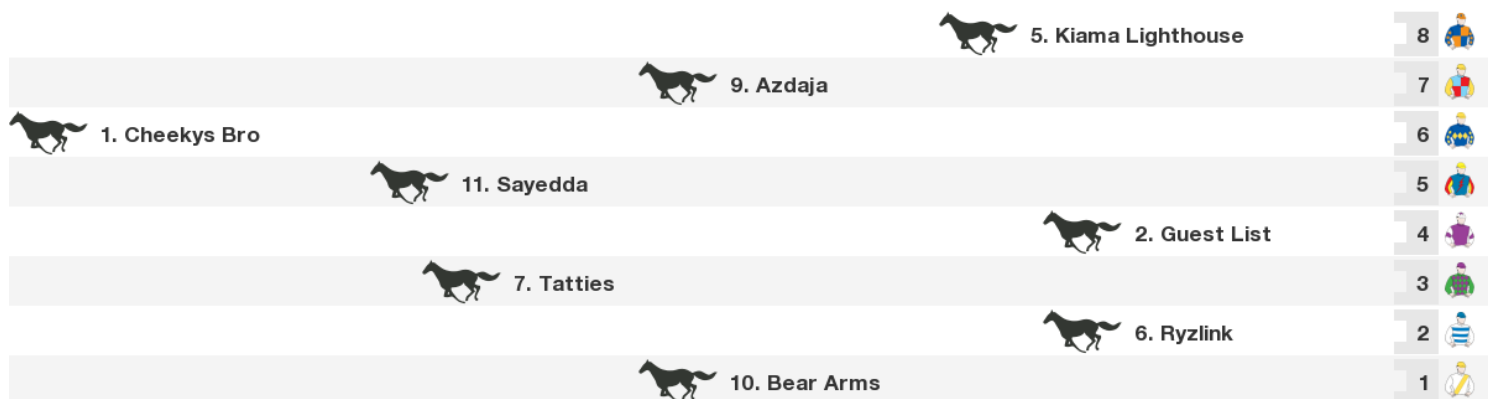 5. Kiama Lighthouse 8
9. Azdaja 7
1. Cheekys Bro 6
11. Sayedda 5
2. Guest List 4
7. Tatties 3
6. Ryzlink 2
10. Bear Arms 1